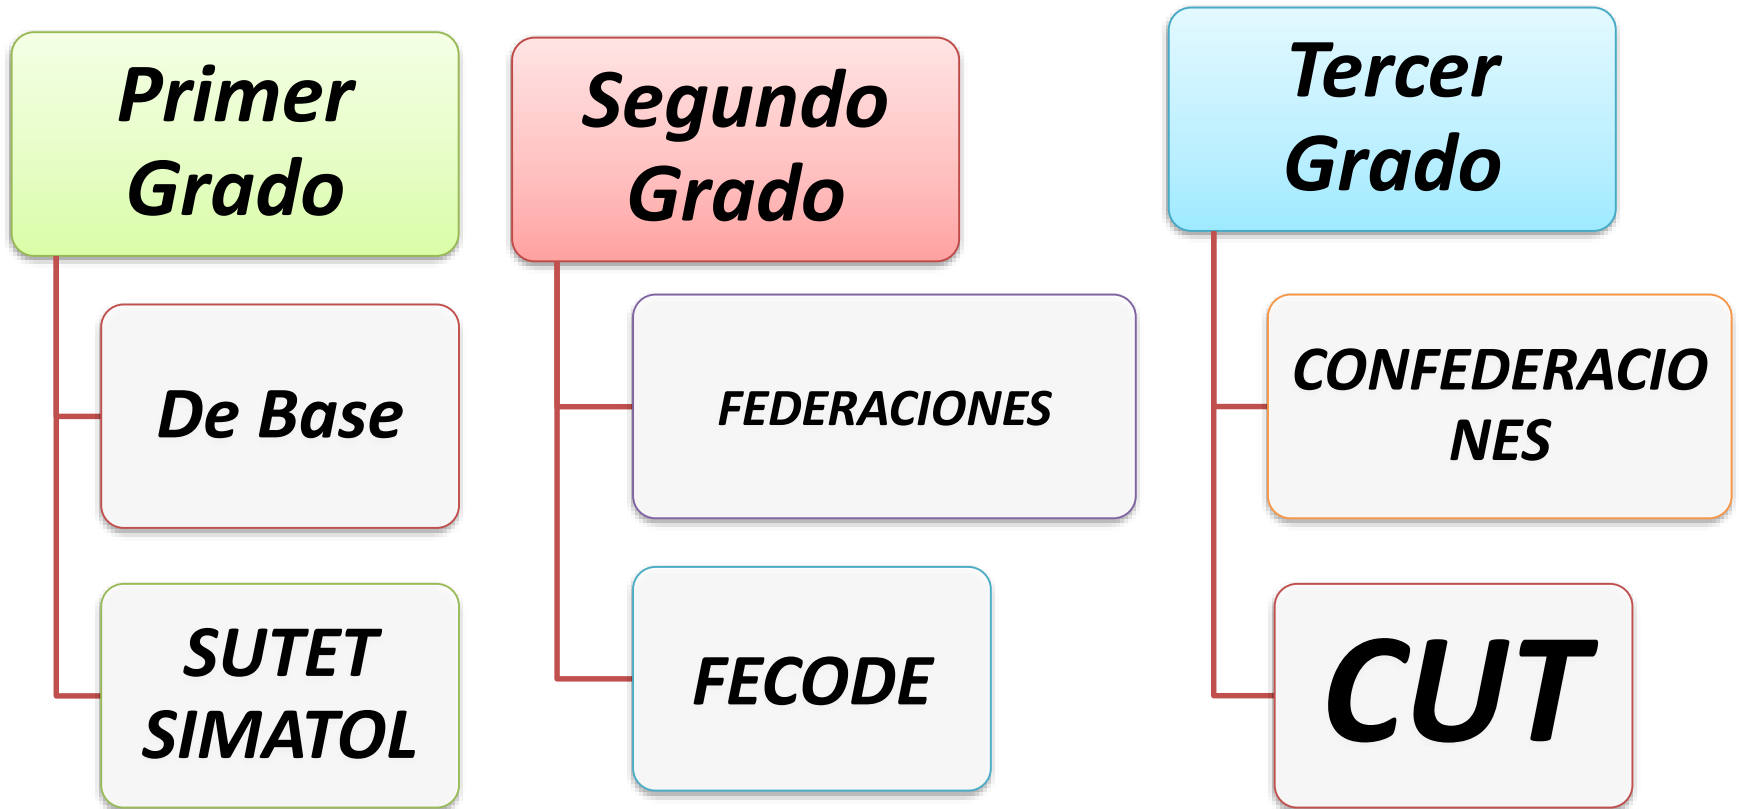 Primer
Grado
De Base
SUTET
SIMATOL
Segundo
Grado
FEDERACIONES
FECODE
Tercer
Grado
CONFEDERACIO
NES
CUT